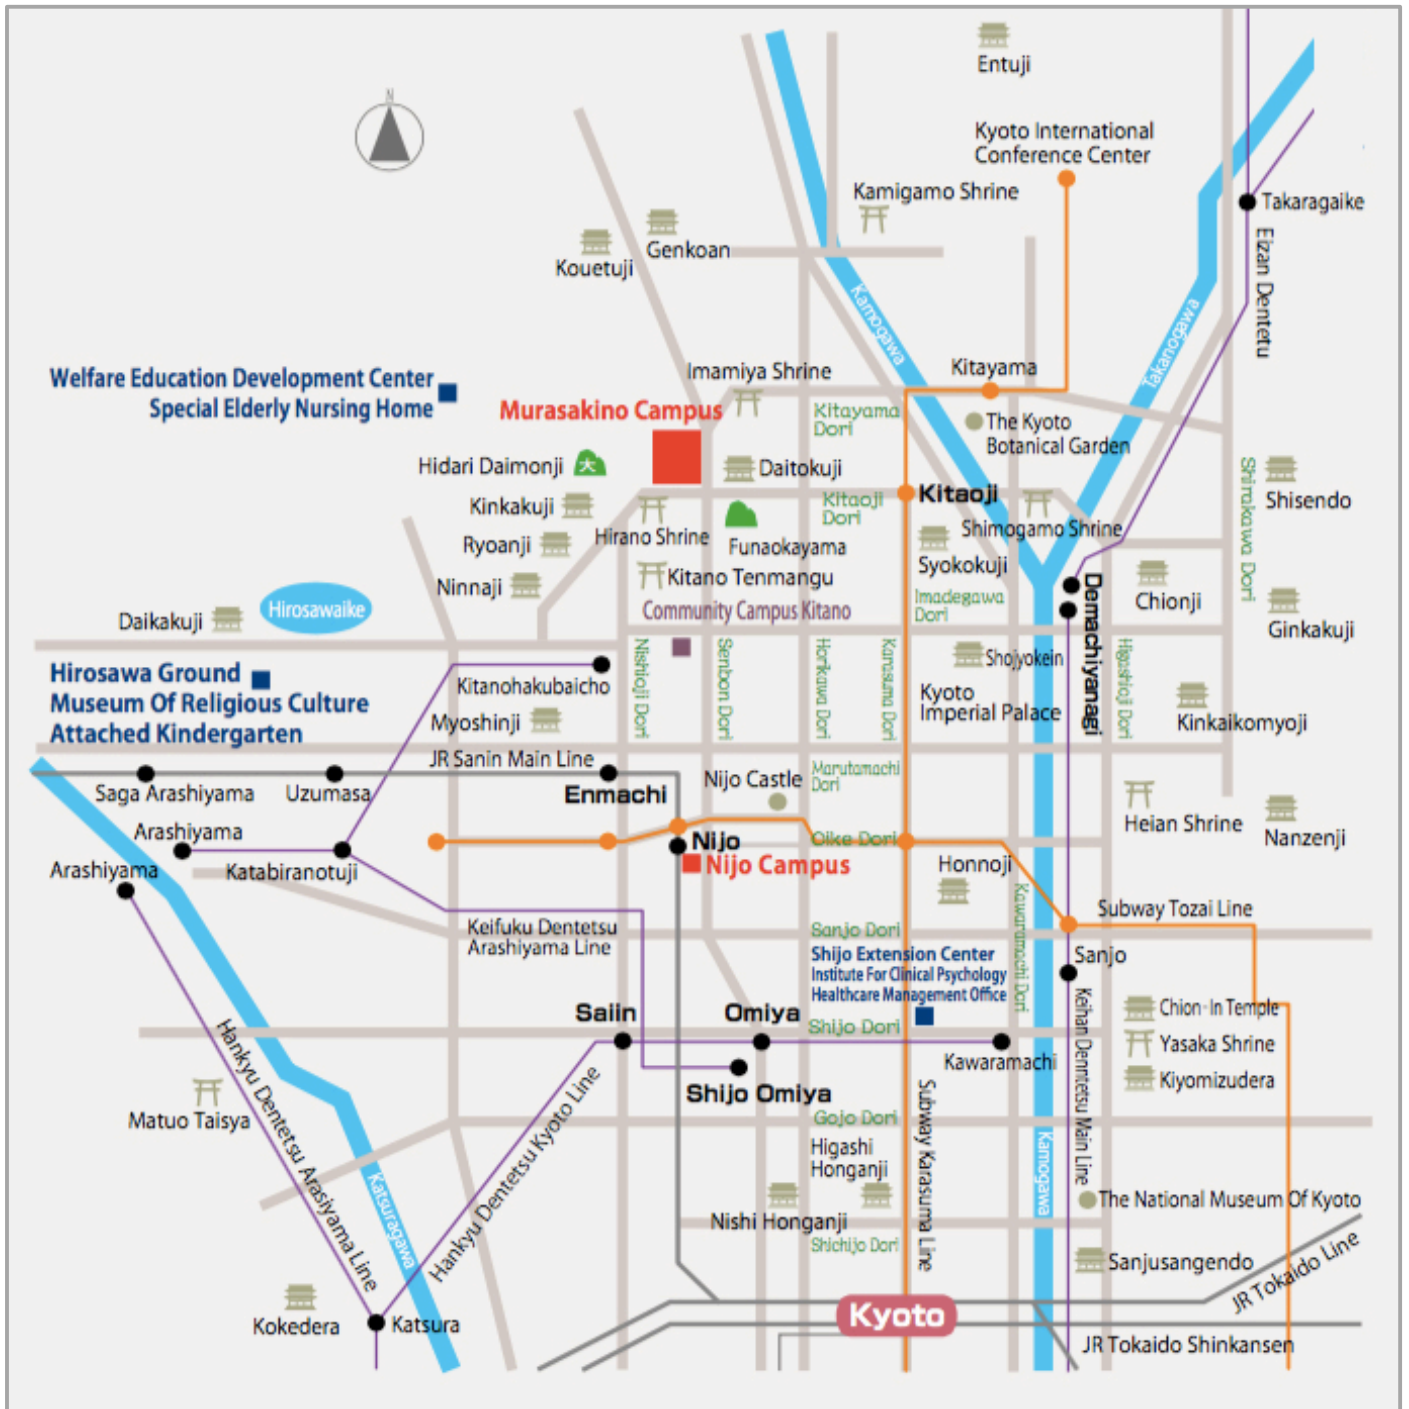 N
Entuji
Kyoto International
Conference Center
Kamigamo Shrine
Takaragaike
Genkoan
Kouetuji
Eizan Dentetu
Kamogawa
Takanogawa
Imamiya Shrine
Kitayama
Welfare Education Development Center
Special Elderly Nursing Home
Murasakino Campus
Kitayama
Dori
The Kyoto
Botanical Garden
Hidari Daimonji
大
Daitokuji
Shirakawa Dori
Shisendo
Kinkakuji
Kitaoji
Dori
Kitaoji
Hirano Shrine
Shimogamo Shrine
Ryoanji
Funaokayama
Syokokuji
Ninnaji
Kitano Tenmangu
Demachiyanagi
Chionji
Imadegawa
Dori
Hirosawaike
Community Campus Kitano
Daikakuji
Ginkakuji
Nishioji Dori
Senbon Dori
Horikawa Dori
Karasuma Dori
Higashioji Dori
Shojyokein
Hirosawa Ground
Museum Of Religious Culture
Attached Kindergarten
Kitanohakubaicho
Kyoto
Imperial Palace
Myoshinji
Kinkaikomyoji
JR Sanin Main Line
Marutamachi
Dori
Nijo Castle
Saga Arashiyama
Uzumasa
Enmachi
Heian Shrine
Nanzenji
Arashiyama
Nijo
Oike Dori
Arashiyama
Katabiranotuji
Nijo Campus
Honnoji
Kawaramachi Dori
Subway Tozai Line
Keifuku Dentetsu
Arashiyama Line
Sanjo Dori
Shijo Extension Center
Institute For Clinical Psychology
Healthcare Management Office
Sanjo
Saiin
Omiya
Shijo Dori
Chion-In Temple
Yasaka Shrine
Kiyomizudera
Kawaramachi
Keihan Denntetsu Main Line
Hankyu Dentetsu Arasiyama Line
Hankyu Dentetsu Kyoto Line
Shijo Omiya
Matuo Taisya
Gojo Dori
Subway Karasuma Line
Higashi
Honganji
Kamogawa
Katsuragawa
The National Museum Of Kyoto
Nishi Honganji
Shichijo Dori
Sanjusangendo
JR Tokaido Line
Kokedera
Katsura
Kyoto
JR Tokaido Shinkansen